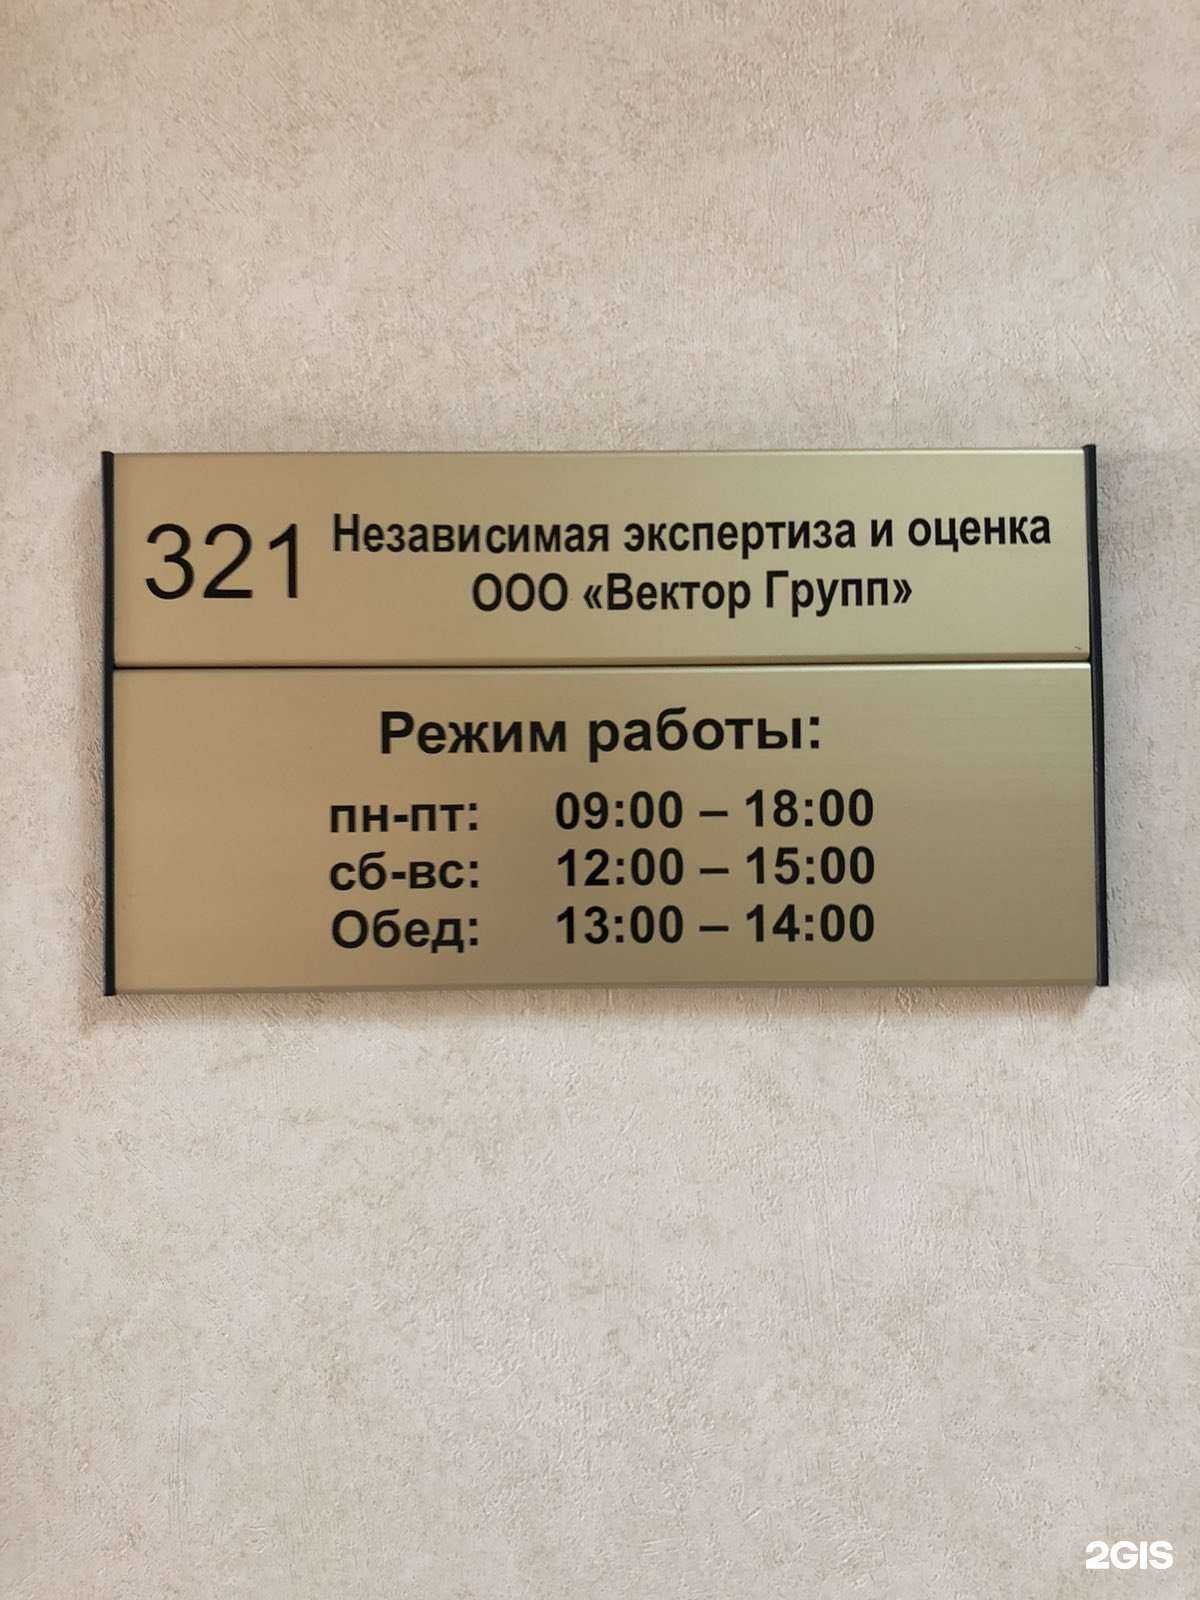 321 Независимая экспертиза и оценка
ООО «Вектор Групп»
Режим работы:
пн-пт: 09:00 – 18:00
сб-вс: 12:00 – 15:00
Обед: 13:00 – 14:00
2GIS